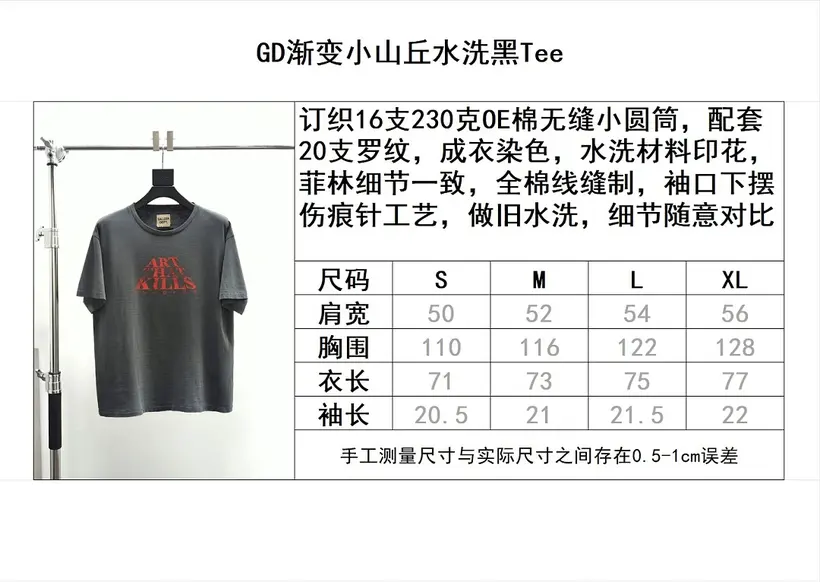 GD渐变小山丘水洗黑Tee
订织16支230克OE棉无缝小圆筒，配套
20支罗纹，成衣染色，水洗材料印花，
菲林细节一致，全棉线缝制，袖口下摆
伤痕针工艺，做旧水洗，细节随意对比
ART
THAT
KILLS
尺码 S M L XL
肩宽 50 52 54 56
胸围 110 116 122 128
衣长 71 73 75 77
袖长 20.5 21 21.5 22
手工测量尺寸与实际尺寸之间存在0.5-1cm误差